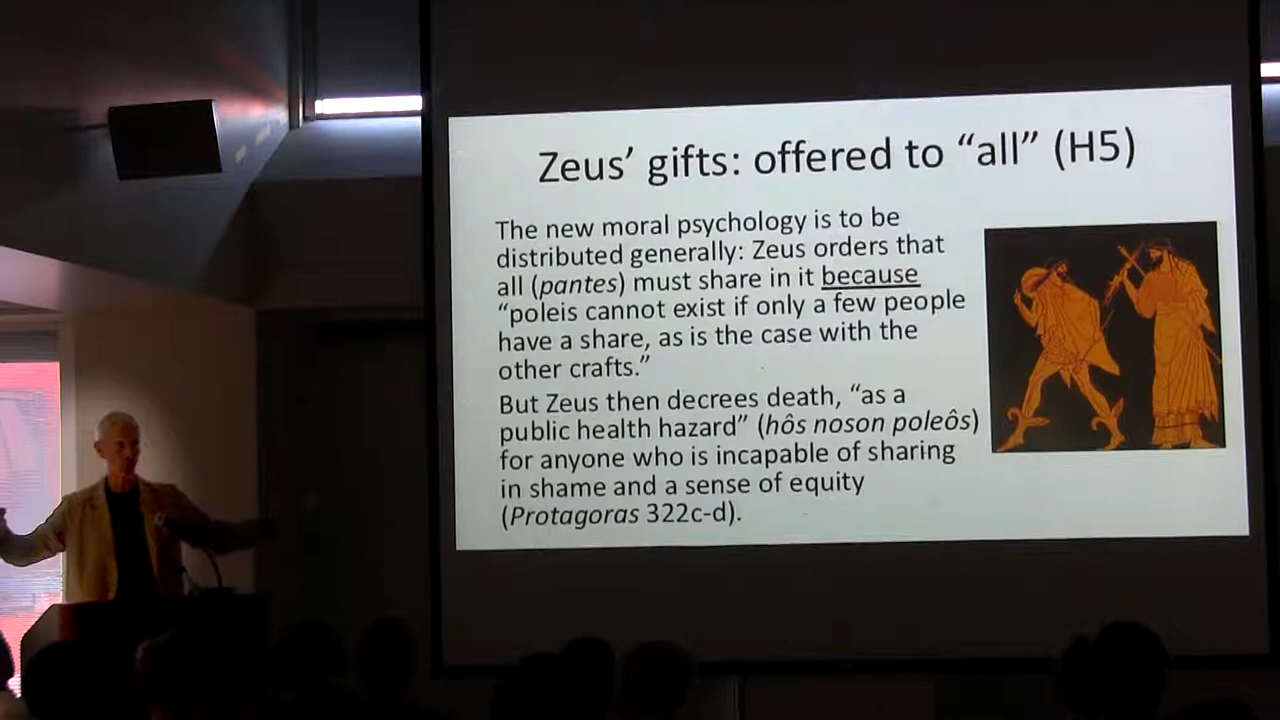 Zeus’ gifts: offered to “all” (H5)
The new moral psychology is to be
distributed generally: Zeus orders that
all (pantes) must share in it because
“poleis cannot exist if only a few people
have a share, as is the case with the
other crafts.”
But Zeus then decrees death, “as a
public health hazard” (hôs noson poleôs)
for anyone who is incapable of sharing
in shame and a sense of equity
(Protagoras 322c-d).